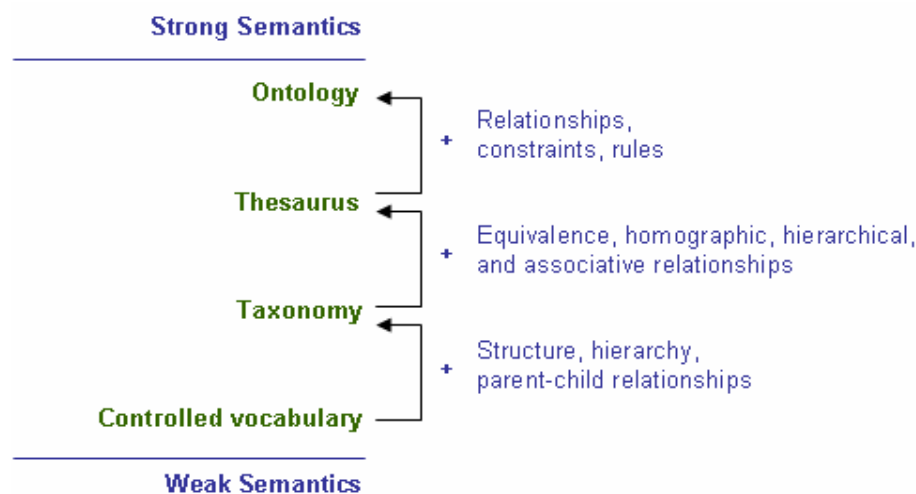 Strong Semantics
Ontology
+ Relationships,
constraints, rules
Thesaurus
+ Equivalence, homographic, hierarchical,
and associative relationships
Taxonomy
+ Structure, hierarchy,
parent-child relationships
Controlled vocabulary
Weak Semantics